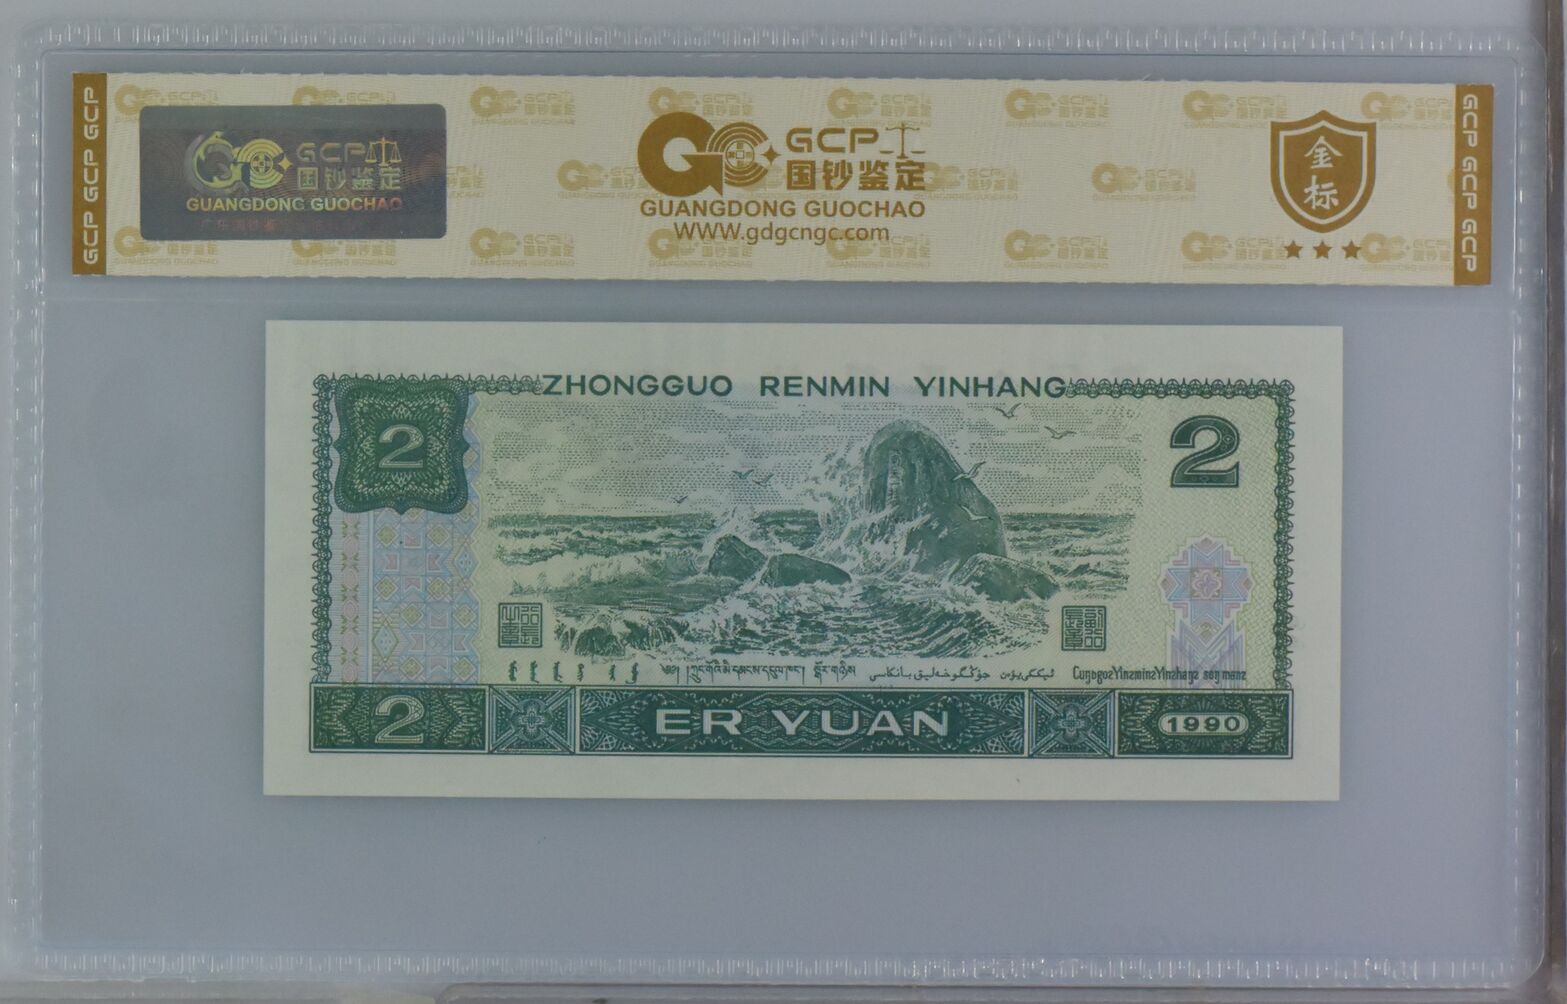 GCP GCP GCP
GCP 国钞鉴定
GUANGDONG GUOCHAO
GCP 国钞鉴定
GUANGDONG GUOCHAO
WWW.gdgcngc.com
金标
GCP GCP GCP
ZHONGGUO RENMIN YINHANG
2
2
2
ER YUAN
1990